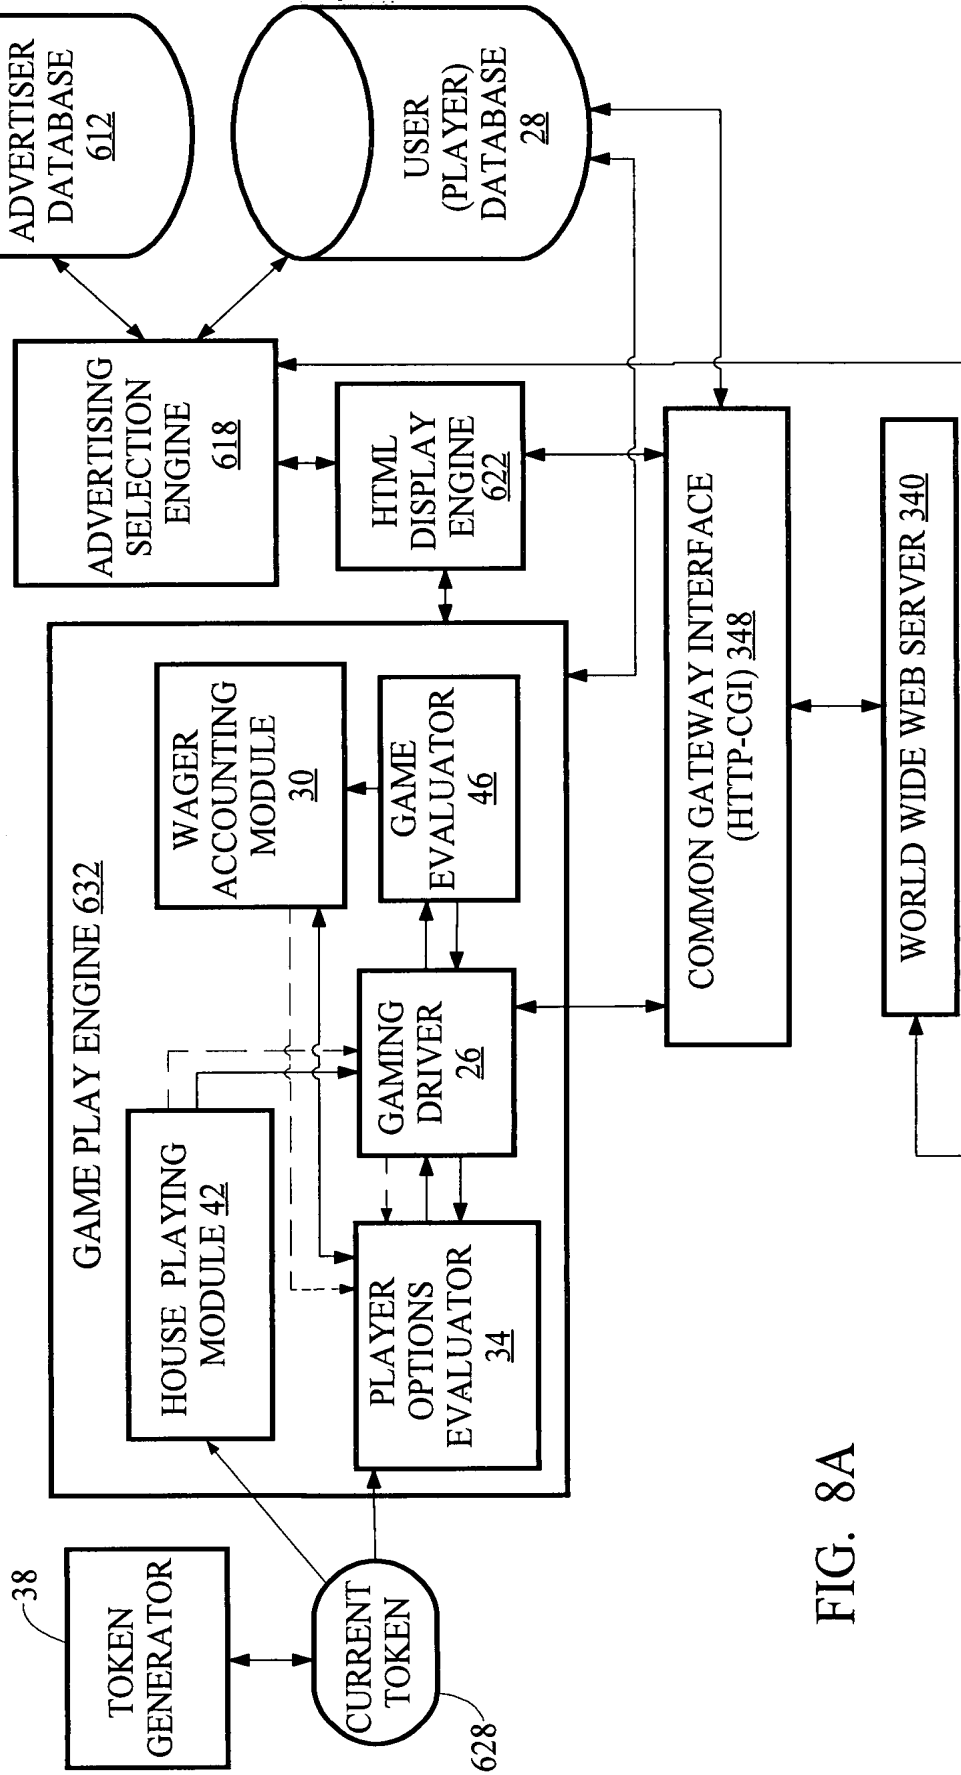 38
TOKEN
GENERATOR
CURRENT
TOKEN
628
GAME PLAY ENGINE 632
HOUSE PLAYING
MODULE 42
WAGER
ACCOUNTING
MODULE
30
PLAYER
OPTIONS
EVALUATOR
34
GAMING
DRIVER
26
GAME
EVALUATOR
46
ADVERTISING
SELECTION
ENGINE
618
HTML
DISPLAY
ENGINE
622
ADVERTISER
DATABASE
612
USER
(PLAYER)
DATABASE
28
COMMON GATEWAY INTERFACE
(HTTP-CGI) 348
WORLD WIDE WEB SERVER 340
FIG. 8A